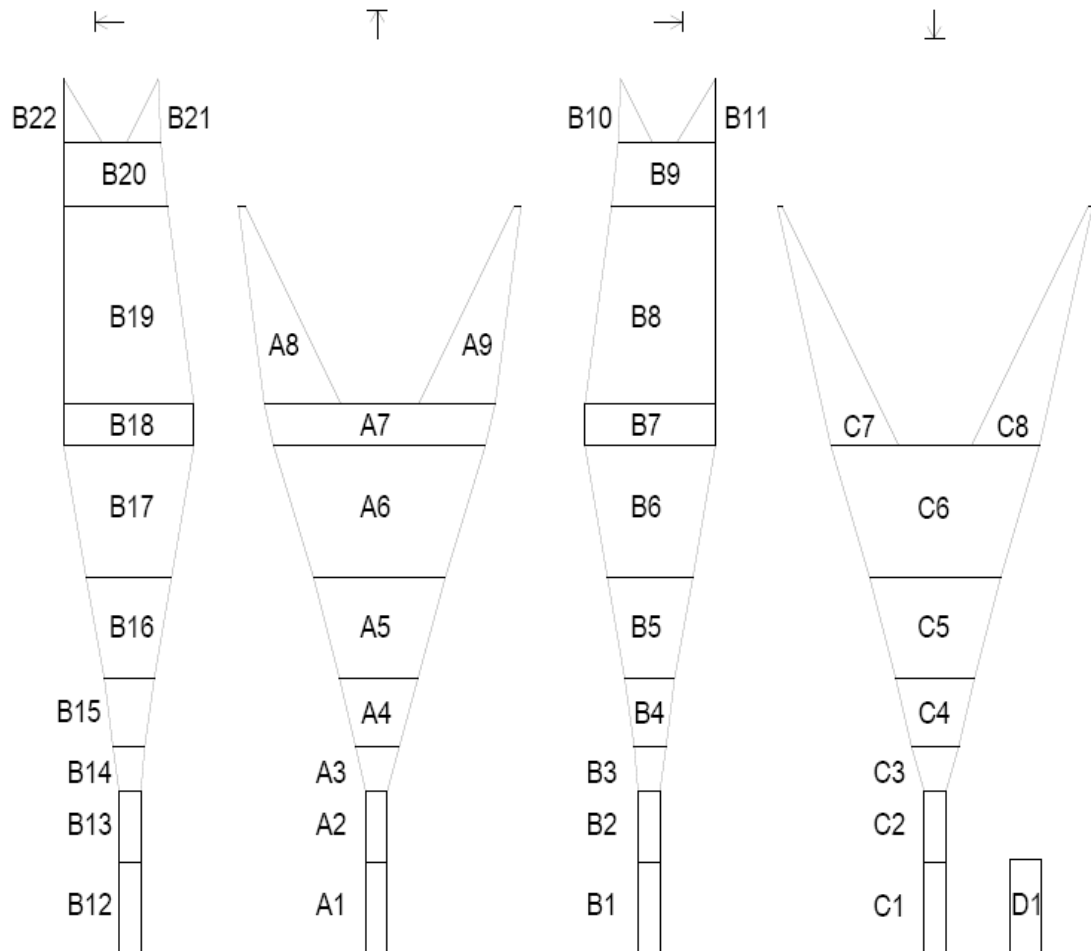 B22 B21 B10 B11
B20 B9
B19 B8
A8 A9
B18 A7 B7 C7 C8
B17 A6 B6 C6
B16 A5 B5 C5
B15 A4 B4 C4
B14 A3 B3 C3
B13 A2 B2 C2
B12 A1 B1 C1 D1